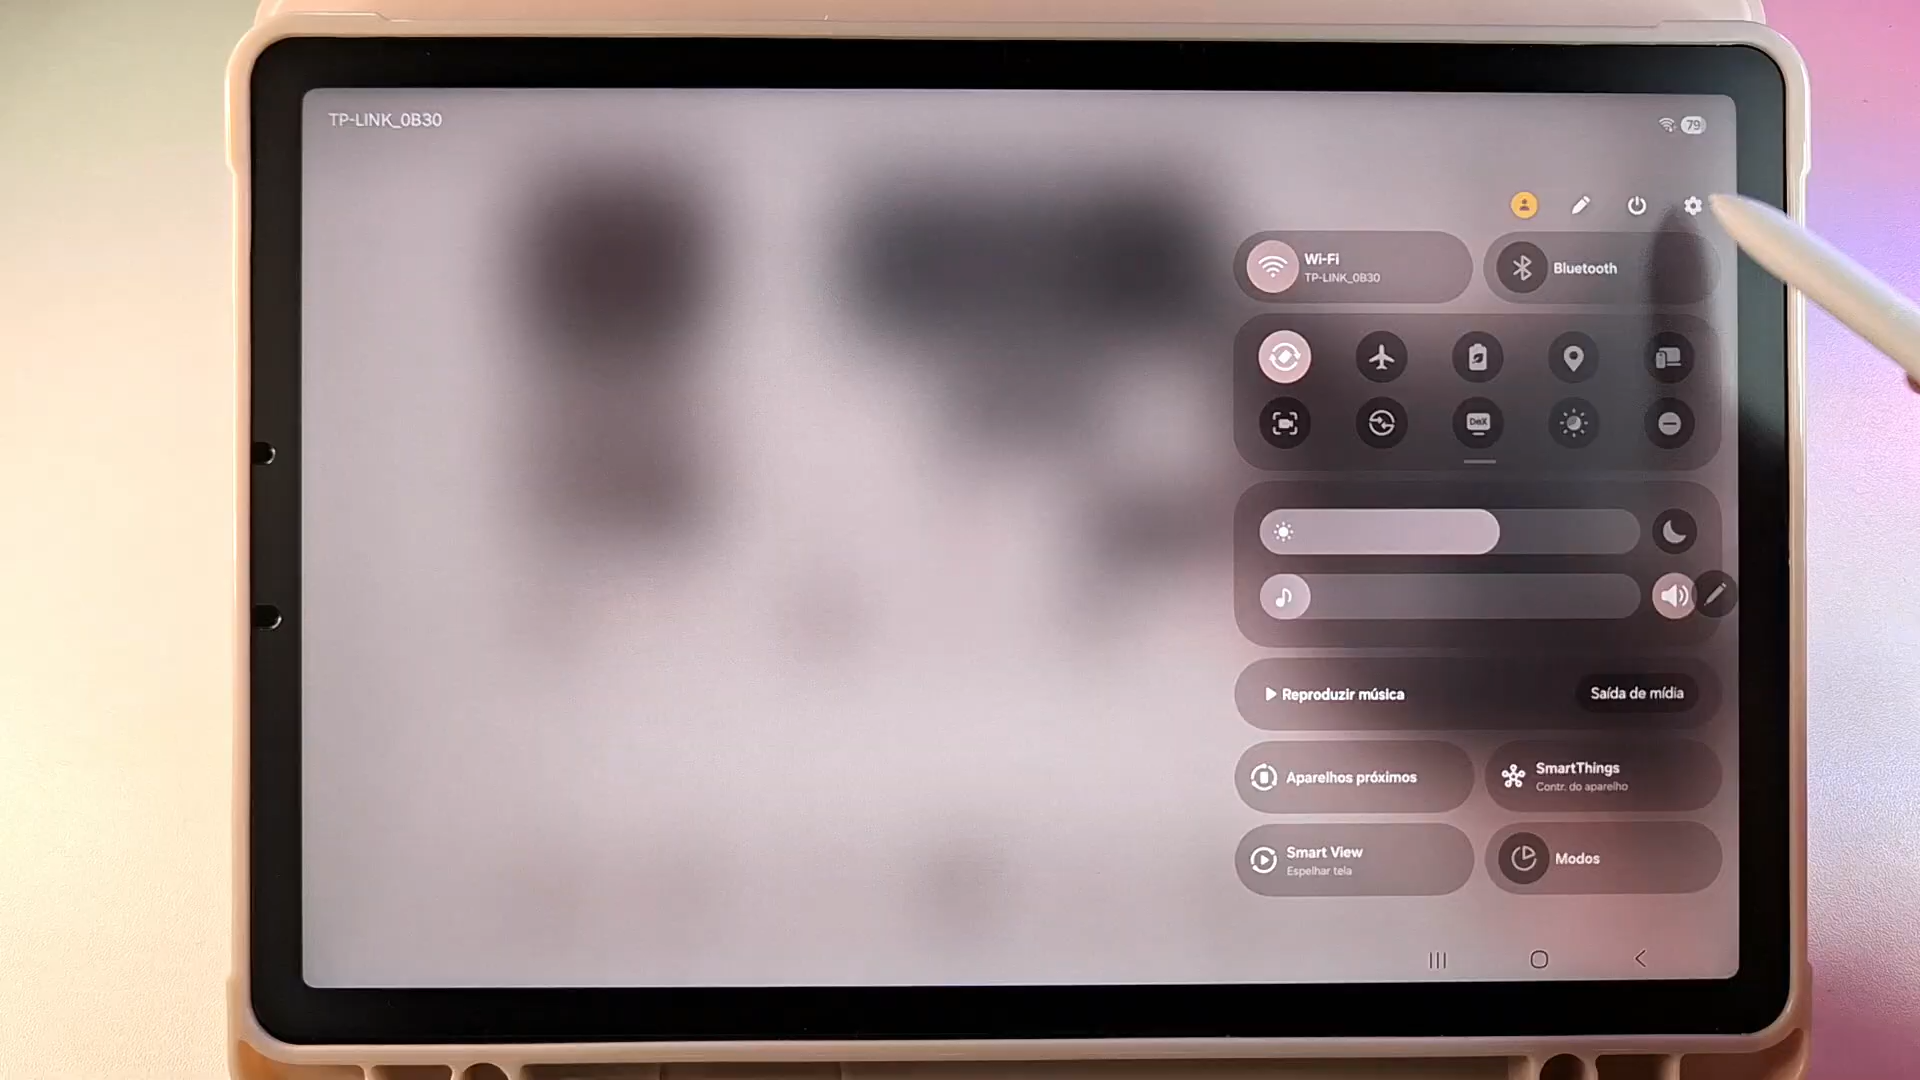 TP-LINK_0B30
79
Wi-Fi
TP-LINK_0B30
Bluetooth
DeX
Reproduzir música
Saída de mídia
Aparelhos próximos
SmartThings
Contr. do aparelho
Smart View
Espelhar tela
Modos